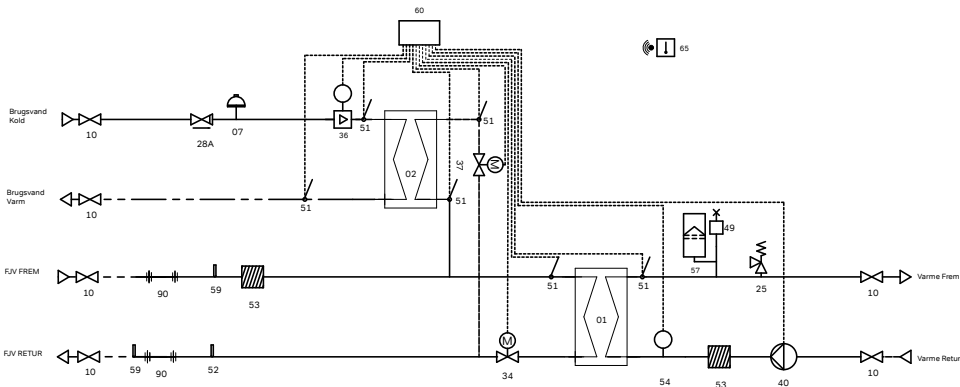 60
65
Brugsvand
Kold
10
28A
07
36
51
51
02
37
M
Brugsvand
Varm
10
51
51
49
57
FJV FREM
10
90
59
53
51
51
25
10
Varme Frem
01
M
FJV RETUR
10
59
90
52
34
54
53
40
10
Varme Retur